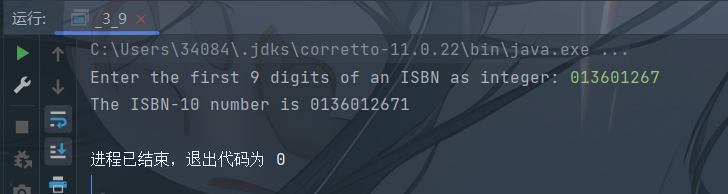 运行: _3_9
C:\Users\34084\.jdks\corretto-11.0.22\bin\java.exe ...
Enter the first 9 digits of an ISBN as integer: 013601267
The ISBN-10 number is 0136012671
进程已结束，退出代码为 0